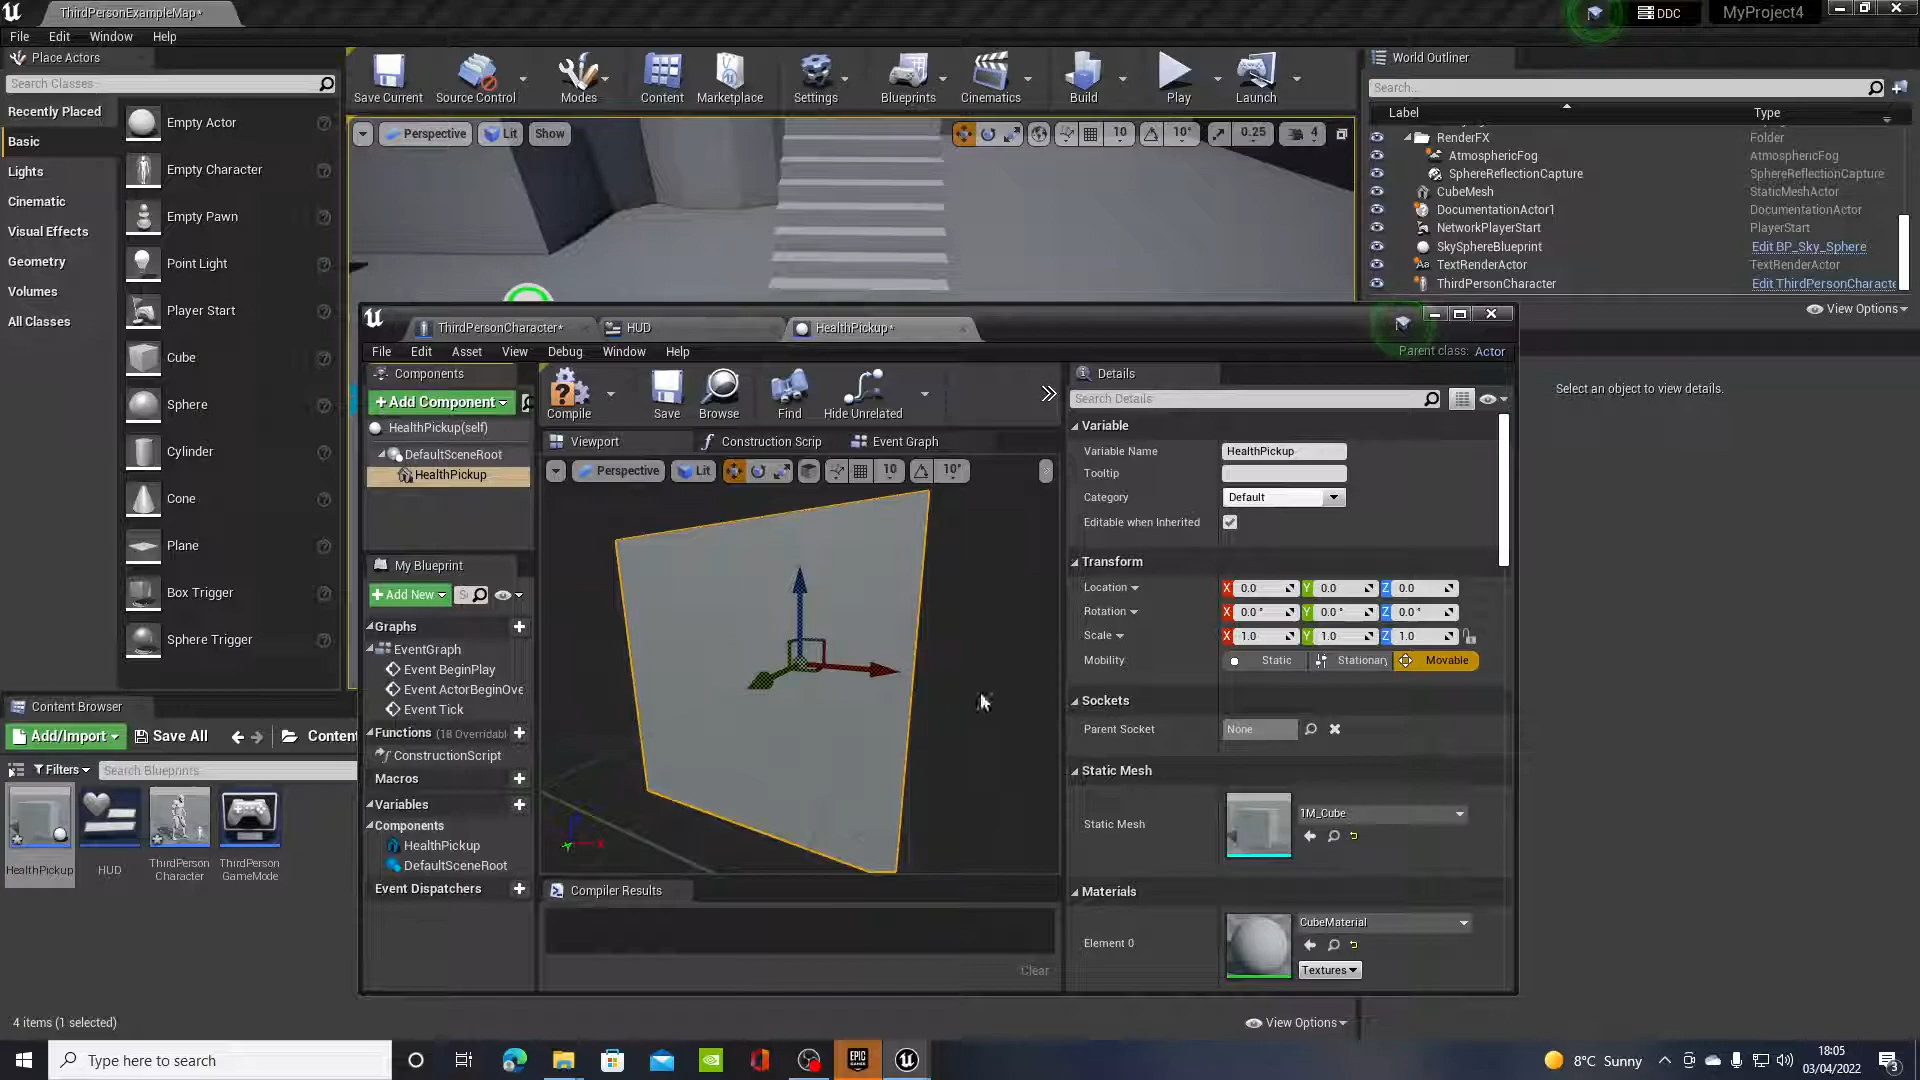 ThirdPersonExampleMap*
DDC
MyProject4
File Edit Window Help
Place Actors
Search Classes
Recently Placed
Basic
Lights
Cinematic
Visual Effects
Geometry
Volumes
All Classes
Empty Actor
Empty Character
Empty Pawn
Point Light
Player Start
Cube
Sphere
Cylinder
Cone
Plane
Box Trigger
Sphere Trigger
Save Current Source Control Modes Content Marketplace Settings Blueprints Cinematics Build Play Launch
Perspective Lit Show 10 10° 0.25 4
World Outliner
Search...
Label Type
RenderFX Folder
AtmosphericFog AtmosphericFog
SphereReflectionCapture SphereReflectionCapture
CubeMesh StaticMeshActor
DocumentationActor1 DocumentationActor
NetworkPlayerStart PlayerStart
SkySphereBlueprint Edit BP_Sky_Sphere
TextRenderActor TextRenderActor
ThirdPersonCharacter Edit ThirdPersonCharacte
View Options
Select an object to view details.
ThirdPersonCharacter* HUD HealthPickup*
File Edit Asset View Debug Window Help
Parent class: Actor
Components
+Add Component
HealthPickup(self)
DefaultSceneRoot
HealthPickup
My Blueprint
+Add New
Graphs
EventGraph
Event BeginPlay
Event ActorBeginOve
Event Tick
Functions (18 Overridabl
ConstructionScript
Macros
Variables
Components
HealthPickup
DefaultSceneRoot
Event Dispatchers
Compile Save Browse Find Hide Unrelated
Viewport Construction Scrip Event Graph
Perspective Lit 10 10°
Compiler Results
Clear
Details
Search Details
Variable
Variable Name HealthPickup
Tooltip
Category Default
Editable when Inherited
Transform
Location X 0.0 Y 0.0 Z 0.0
Rotation X 0.0 ° Y 0.0 ° Z 0.0 °
Scale X 1.0 Y 1.0 Z 1.0
Mobility Static Stationary Movable
Sockets
Parent Socket None
Static Mesh
Static Mesh 1M_Cube
Materials
Element 0 CubeMaterial
Textures
Content Browser
Add/Import Save All Conten
Filters Search Blueprints
HealthPickup
HUD
ThirdPerson
Character
ThirdPerson
GameMode
4 items (1 selected)
View Options
Type here to search
EPIC
GAMES
8°C Sunny
18:05
03/04/2022
3